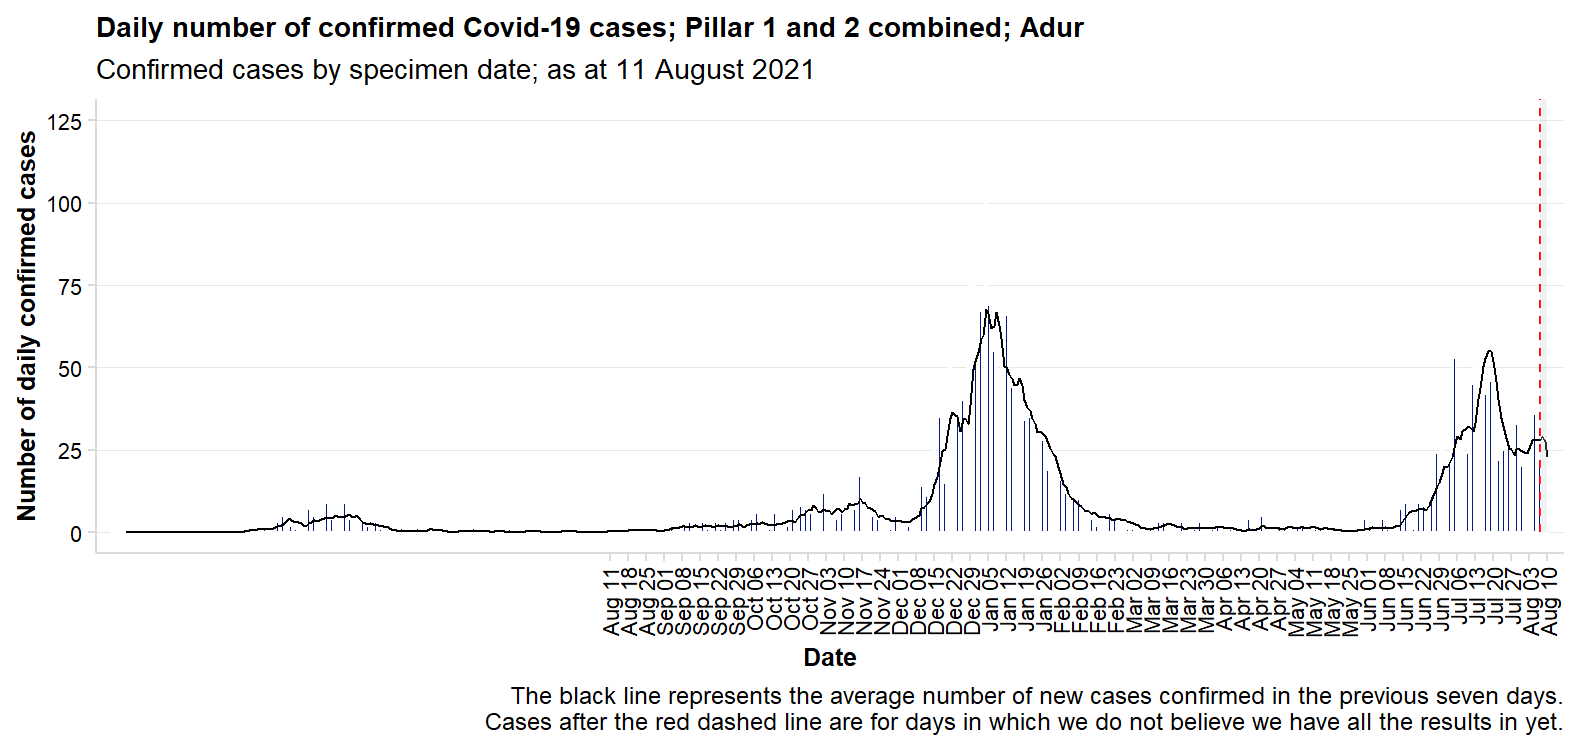 Daily number of confirmed Covid-19 cases; Pillar 1 and 2 combined; Adur
Confirmed cases by specimen date; as at 11 August 2021
Number of daily confirmed cases
125
100
75
50
25
0
Aug 11
Aug 18
Aug 25
Sep 01
Sep 08
Sep 15
Sep 22
Sep 29
Oct 06
Oct 13
Oct 20
Oct 27
Nov 03
Nov 10
Nov 17
Nov 24
Dec 01
Dec 08
Dec 15
Dec 22
Dec 29
Jan 05
Jan 12
Jan 19
Jan 26
Feb 02
Feb 09
Feb 16
Feb 23
Mar 02
Mar 09
Mar 16
Mar 23
Mar 30
Apr 06
Apr 13
Apr 20
Apr 27
May 04
May 11
May 18
May 25
Jun 01
Jun 08
Jun 15
Jun 22
Jun 29
Jul 06
Jul 13
Jul 20
Jul 27
Aug 03
Aug 10
Date
The black line represents the average number of new cases confirmed in the previous seven days.
Cases after the red dashed line are for days in which we do not believe we have all the results in yet.